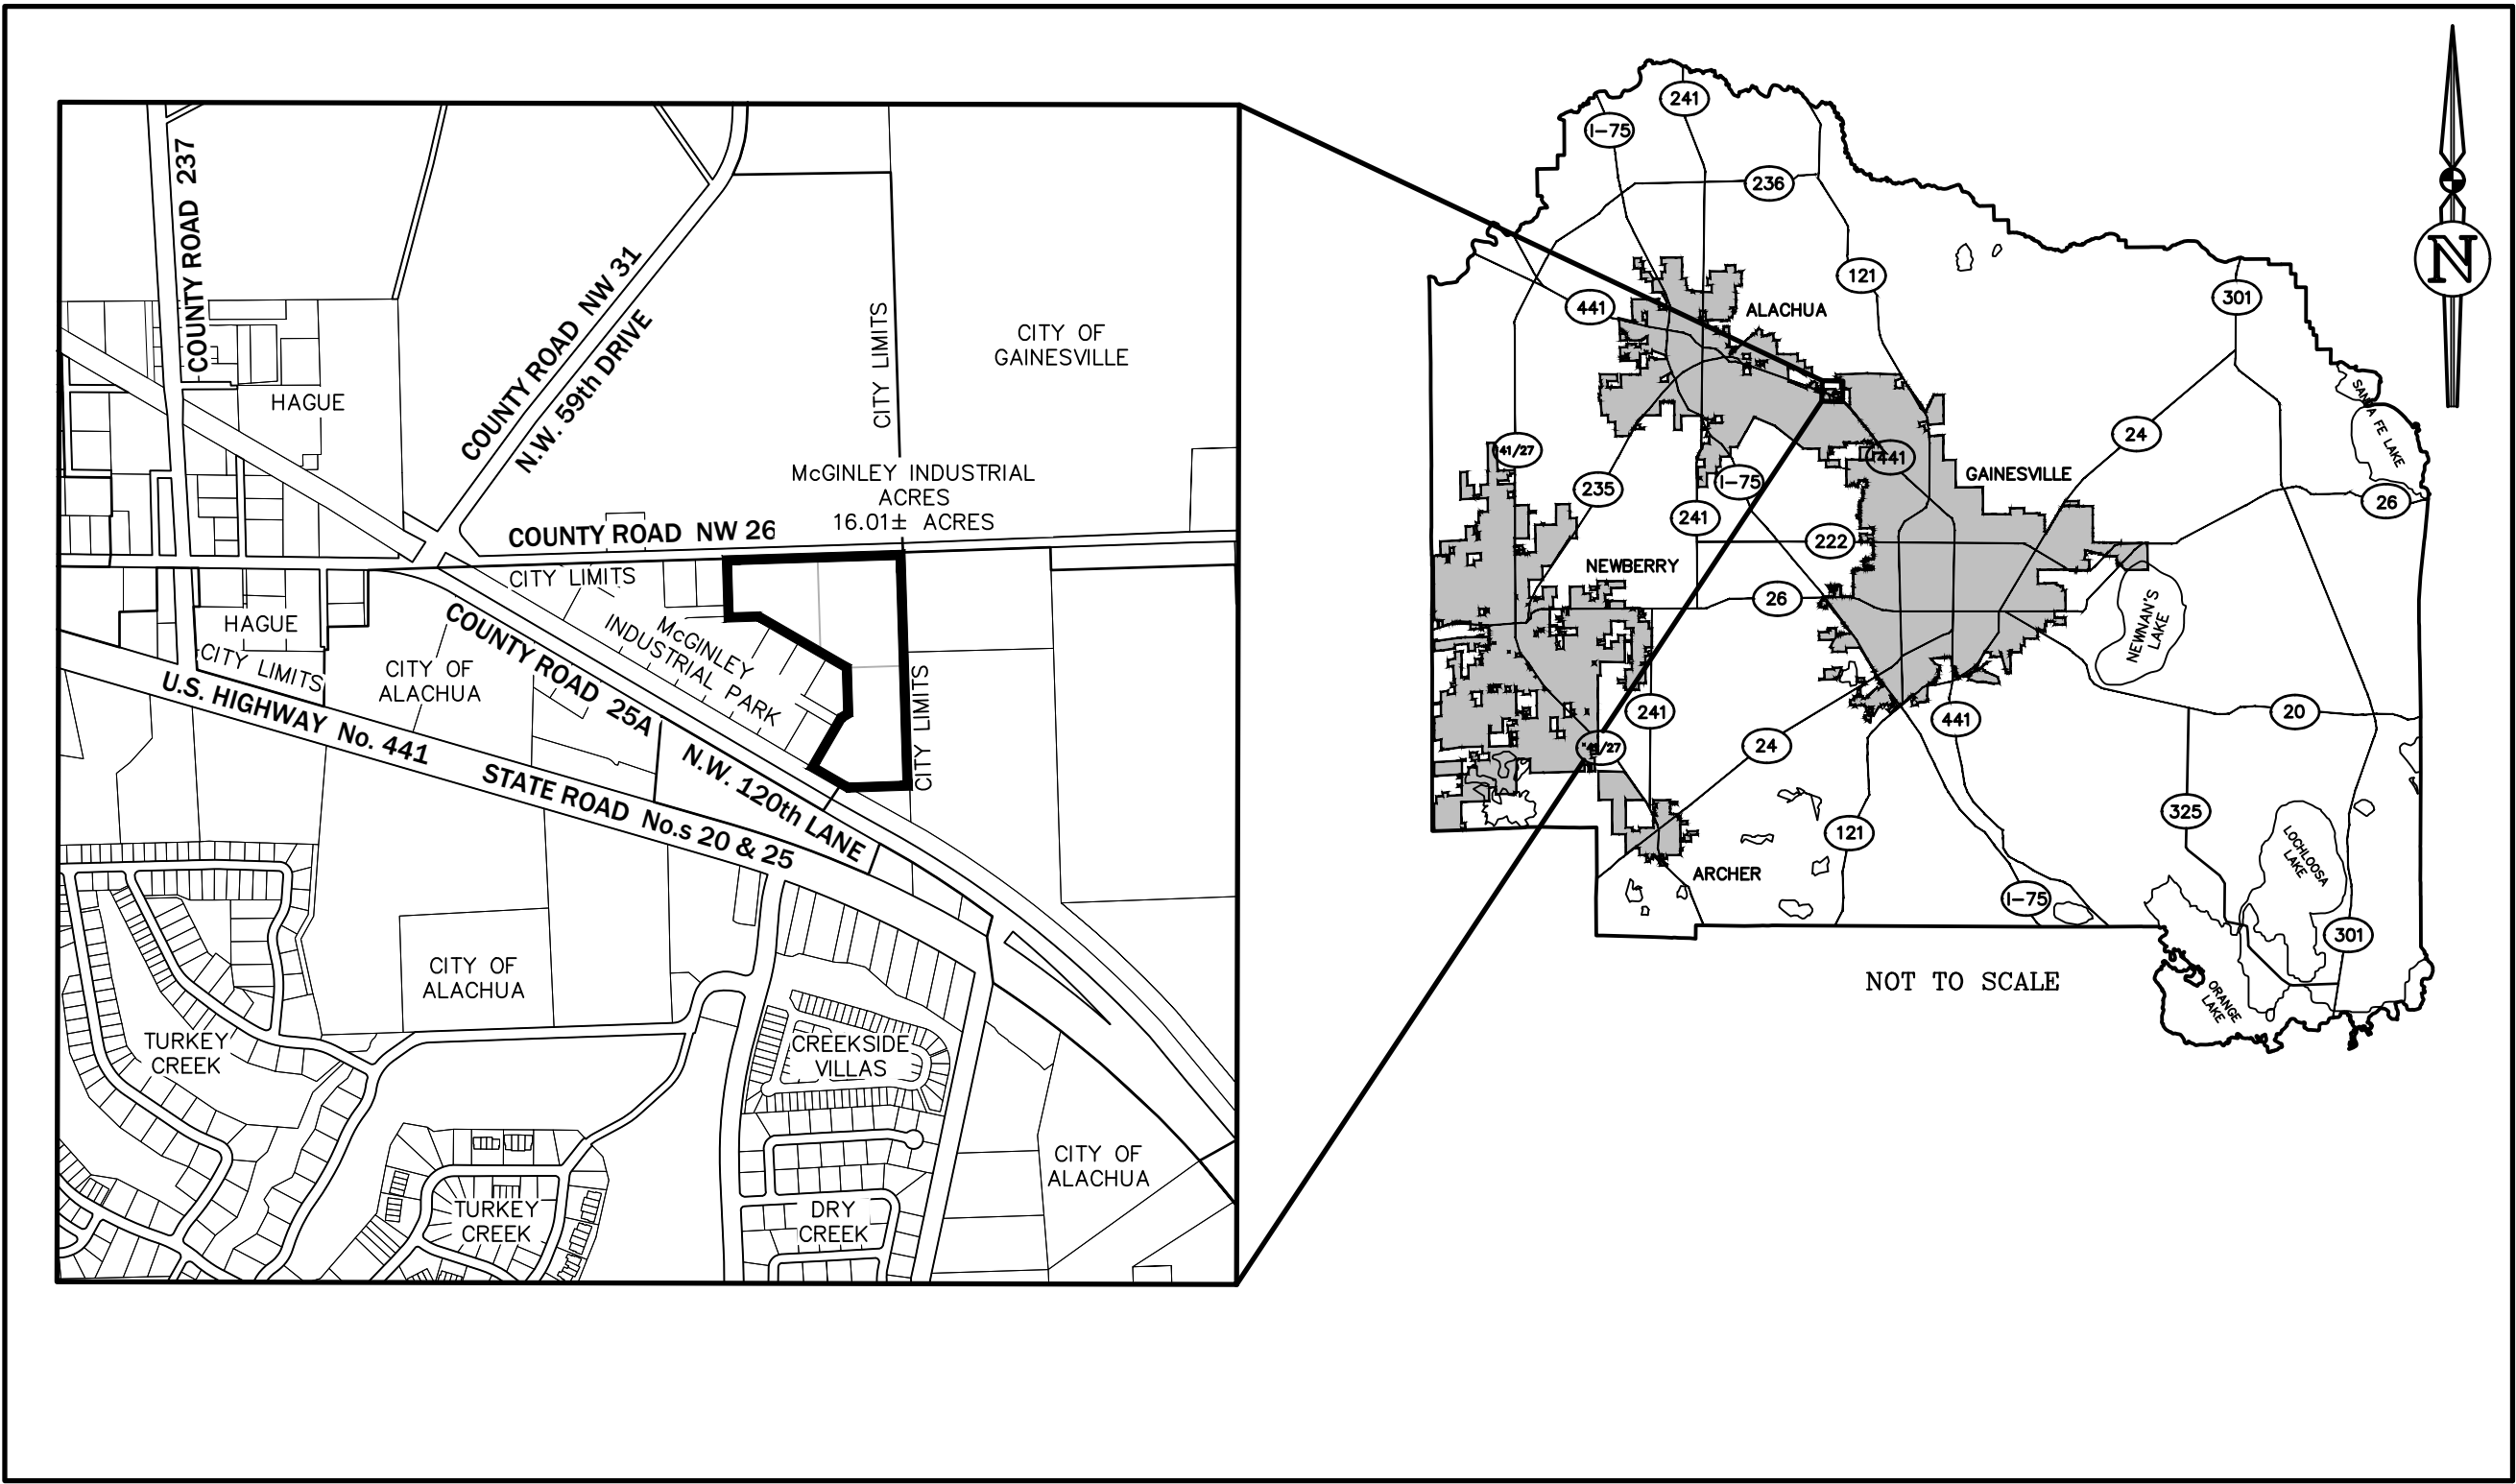 COUNTY ROAD 237
COUNTY ROAD NW 31
N.W. 59th DRIVE
HAGUE
CITY LIMITS
CITY OF
GAINESVILLE
McGINLEY INDUSTRIAL
ACRES
16.01± ACRES
COUNTY ROAD NW 26
CITY LIMITS
HAGUE
CITY LIMITS
CITY OF
ALACHUA
COUNTY ROAD 25A
McGINLEY
INDUSTRIAL PARK
CITY LIMITS
U.S. HIGHWAY No. 441
STATE ROAD No.s 20 & 25
N.W. 120th LANE
CITY OF
ALACHUA
TURKEY
CREEK
CREEKSIDE
VILLAS
CITY OF
ALACHUA
TURKEY
CREEK
DRY
CREEK
241
I-75
236
121
441
ALACHUA
301
N
SANTA FE LAKE
41/27
235
I-75
441
GAINESVILLE
24
26
241
222
NEWBERRY
26
NEWNAN'S
LAKE
241
441
20
41/27
24
325
121
ARCHER
LOCHLOOSA
LAKE
I-75
301
ORANGE
LAKE
NOT TO SCALE